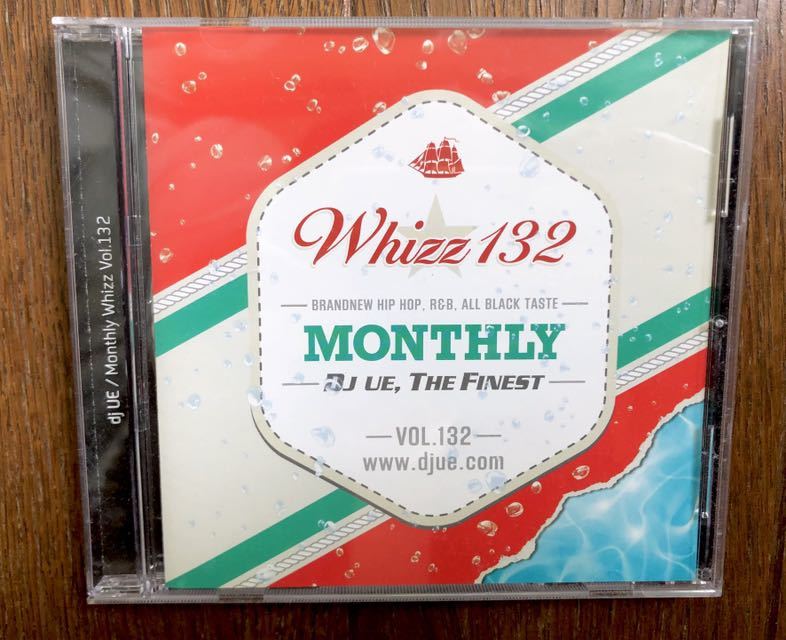 dj UE / Monthly Whizz Vol.132
Whizz 132
BRANDNEW HIP HOP, R&B, ALL BLACK TASTE
MONTHLY
DJ UE, THE FINEST
VOL.132
www.djue.com